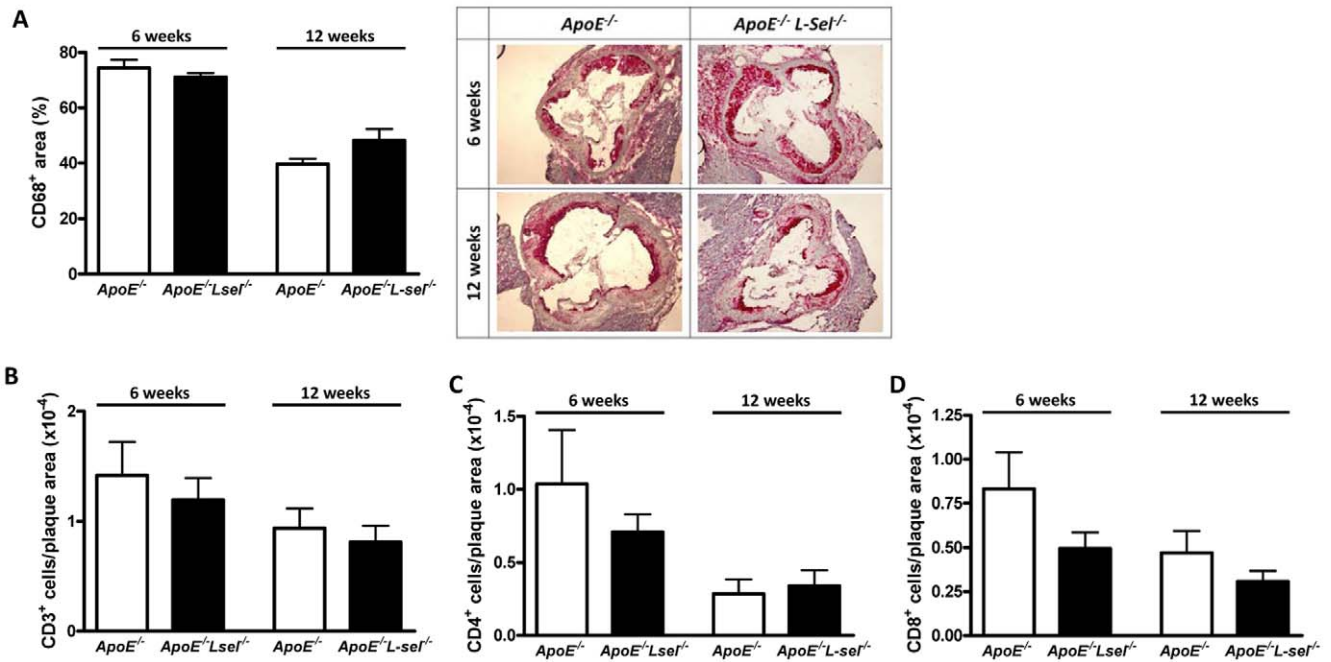 A
6 weeks
12 weeks
80
60
40
20
0
CD68+ area (%)
ApoE-/-
ApoE-/-Lsel-/-
ApoE-/-
ApoE-/-L-sel-/-
ApoE-/-
ApoE-/- L-Sel-/-
6 weeks
12 weeks
B
6 weeks
12 weeks
2
1
0
CD3+ cells/plaque area (x10-4)
ApoE-/-
ApoE-/-Lsel-/-
ApoE-/-
ApoE-/-L-sel-/-
C
6 weeks
12 weeks
1.5
1.0
0.5
0.0
CD4+ cells/plaque area (x10-4)
ApoE-/-
ApoE-/-Lsel-/-
ApoE-/-
ApoE-/-L-sel-/-
D
6 weeks
12 weeks
1.25
1.00
0.75
0.50
0.25
0.00
CD8+ cells/plaque area (x10-4)
ApoE-/-
ApoE-/-Lsel-/-
ApoE-/-
ApoE-/-L-sel-/-